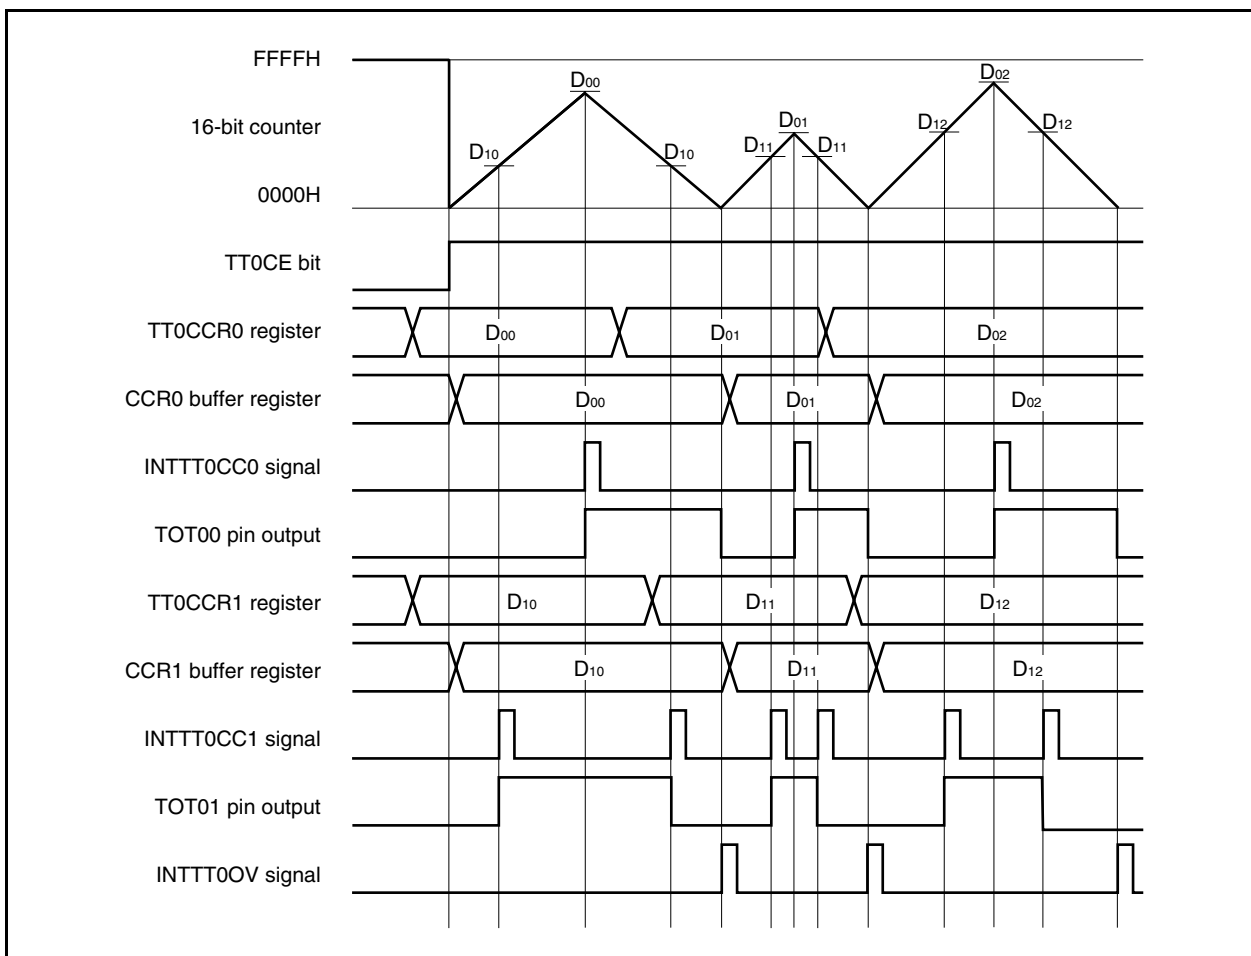 FFFFH
D00
D02
16-bit counter
D10
D10
D11
D01
D11
D12
D12
0000H
TT0CE bit
TT0CCR0 register
D00
D01
D02
CCR0 buffer register
D00
D01
D02
INTTT0CC0 signal
TOT00 pin output
TT0CCR1 register
D10
D11
D12
CCR1 buffer register
D10
D11
D12
INTTT0CC1 signal
TOT01 pin output
INTTT0OV signal